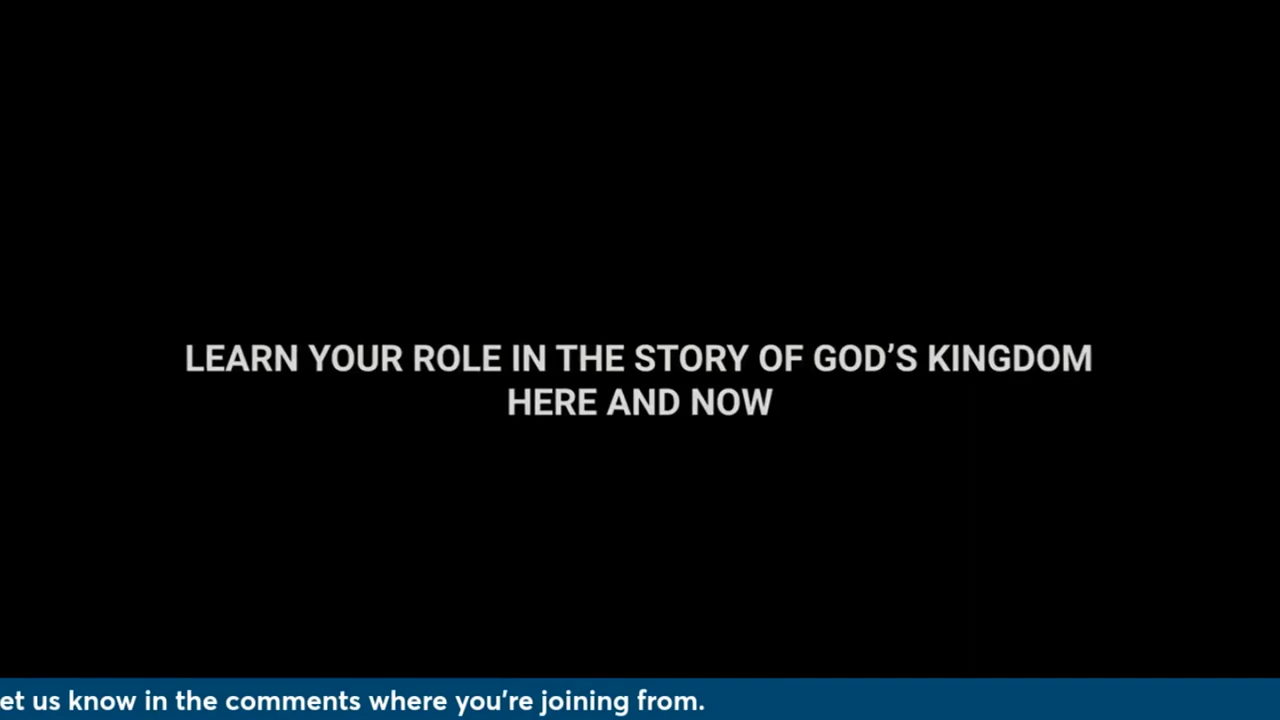 LEARN YOUR ROLE IN THE STORY OF GOD’S KINGDOM
HERE AND NOW
et us know in the comments where you’re joining from.